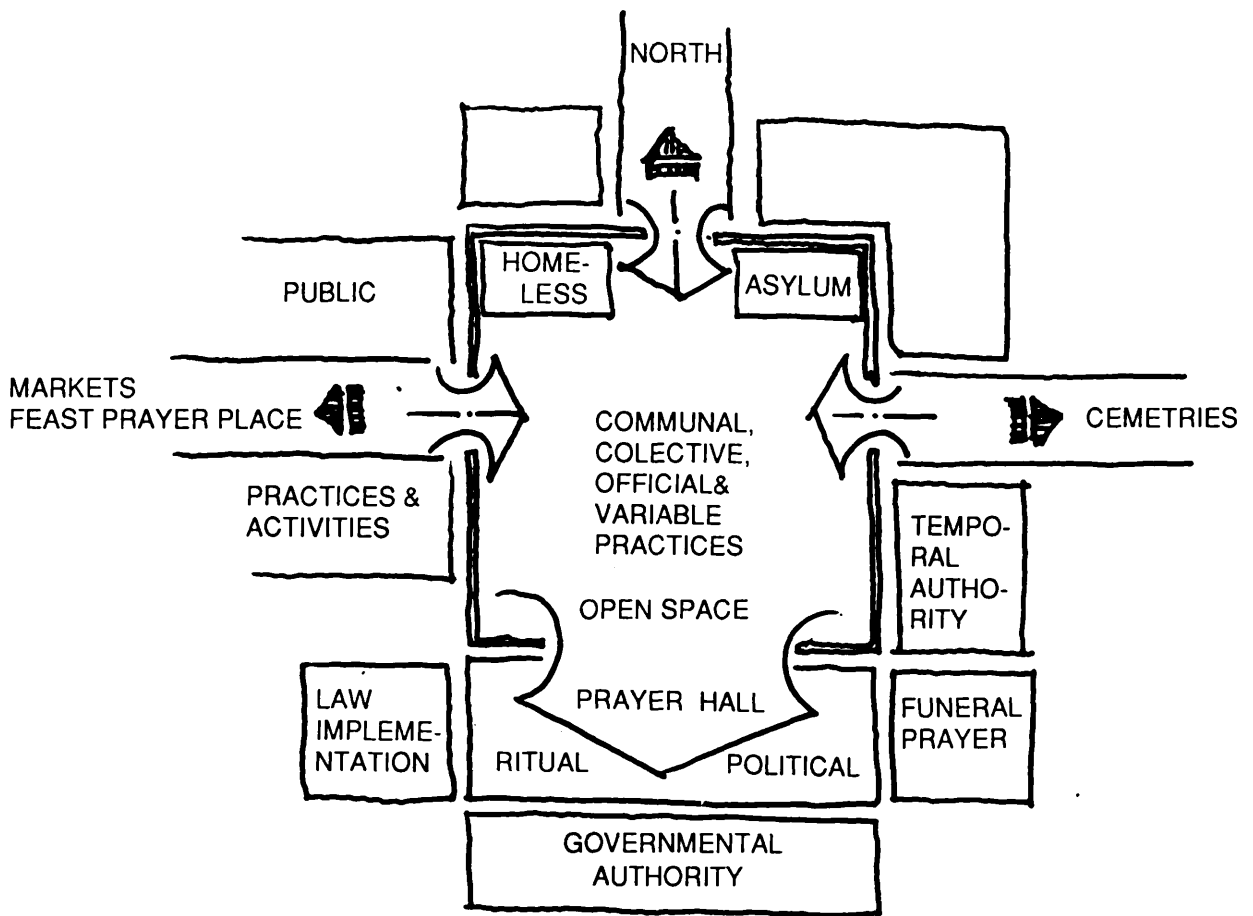 NORTH
HOME-
LESS
ASYLUM
PUBLIC
MARKETS
FEAST PRAYER PLACE
CEMETRIES
COMMUNAL,
COLECTIVE,
OFFICIAL&
VARIABLE
PRACTICES
PRACTICES &
ACTIVITIES
TEMPO-
RAL
AUTHO-
RITY
OPEN SPACE
LAW
IMPLEME-
NTATION
PRAYER HALL
RITUAL
POLITICAL
FUNERAL
PRAYER
GOVERNMENTAL
AUTHORITY